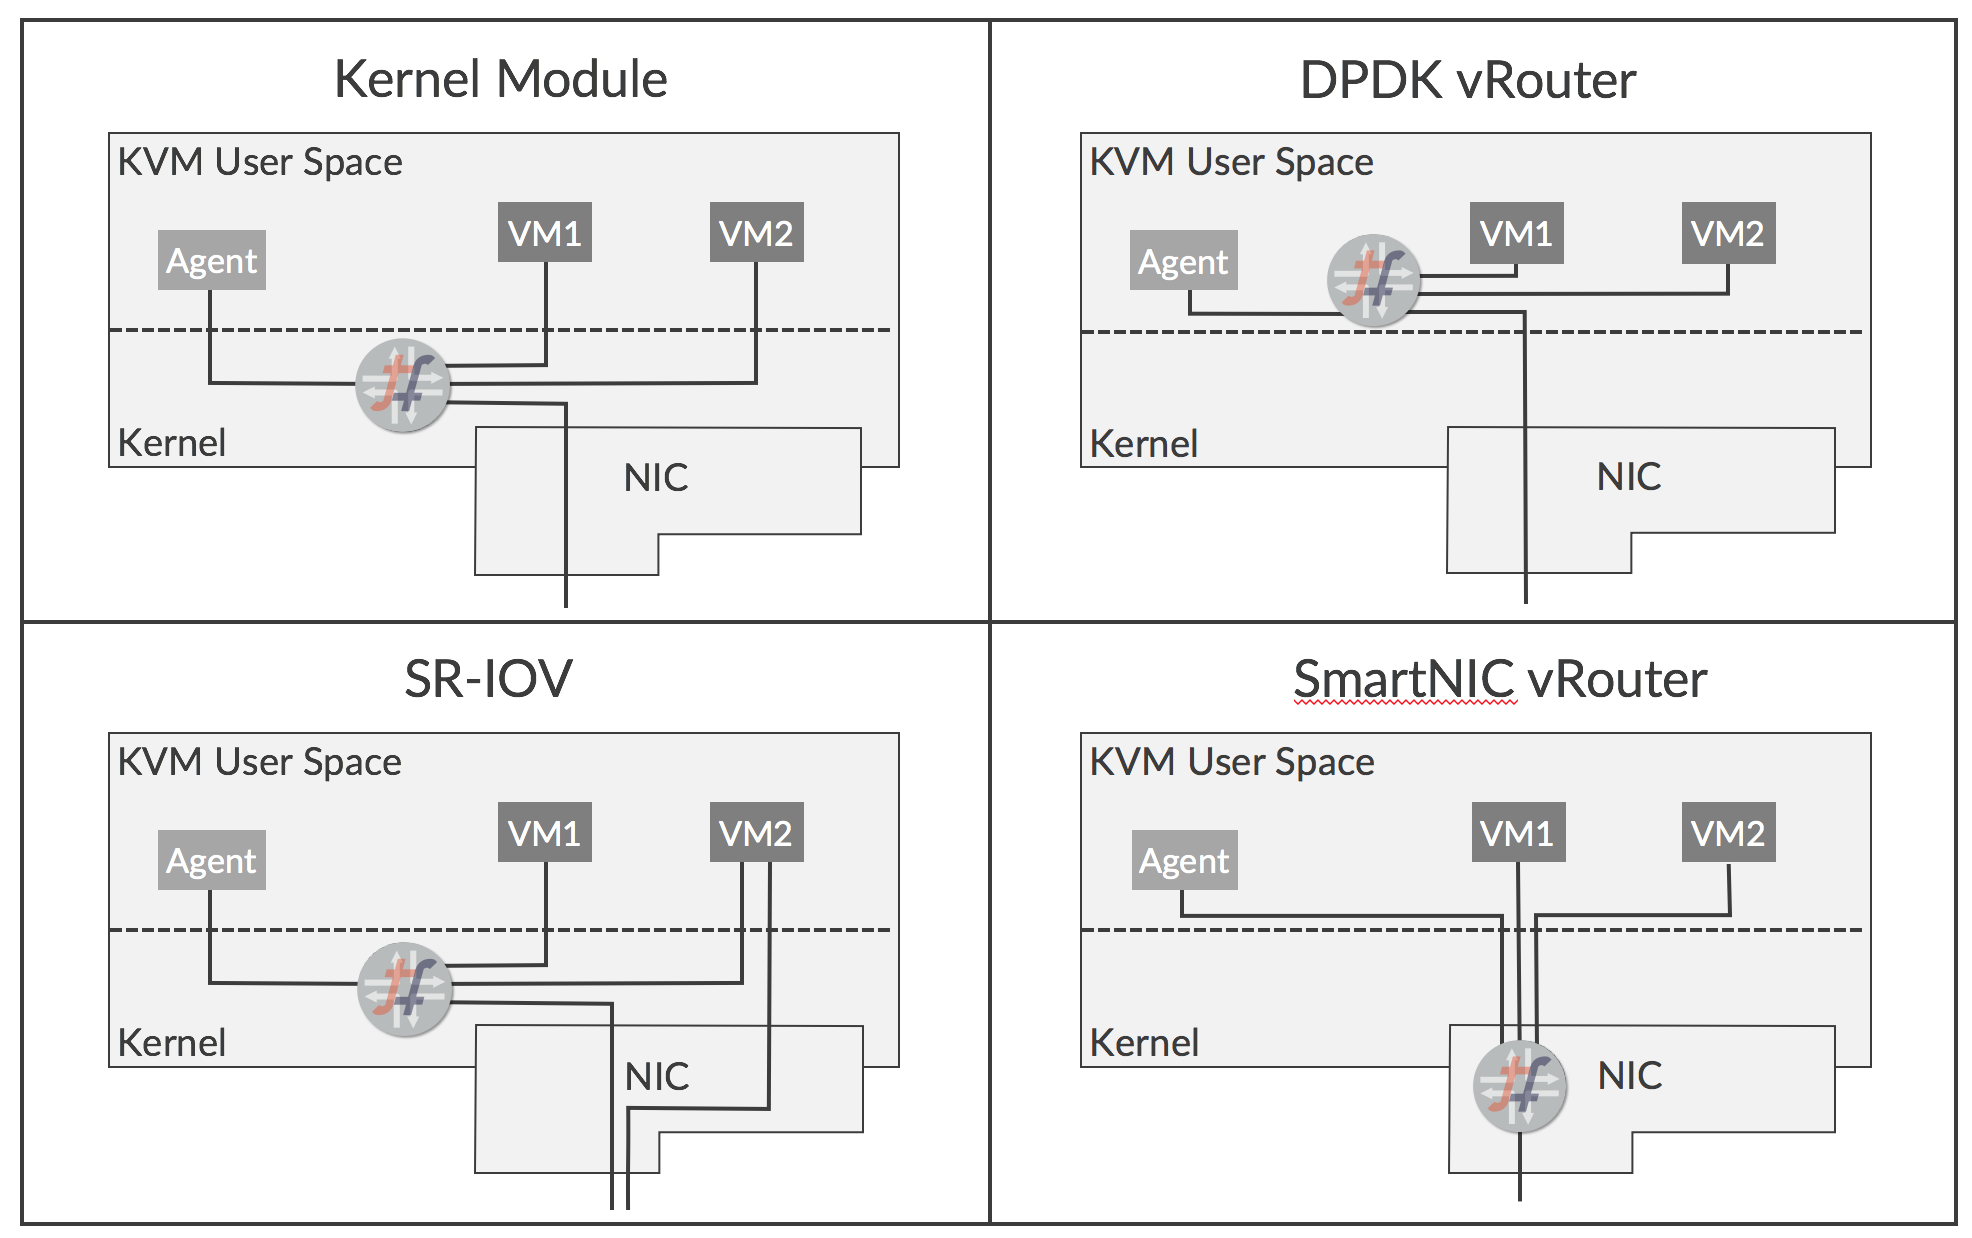 Kernel Module
KVM User Space
Agent
VM1
VM2
Kernel
NIC
DPDK vRouter
KVM User Space
Agent
VM1
VM2
Kernel
NIC
SR-IOV
KVM User Space
Agent
VM1
VM2
Kernel
NIC
SmartNIC vRouter
KVM User Space
Agent
VM1
VM2
Kernel
NIC